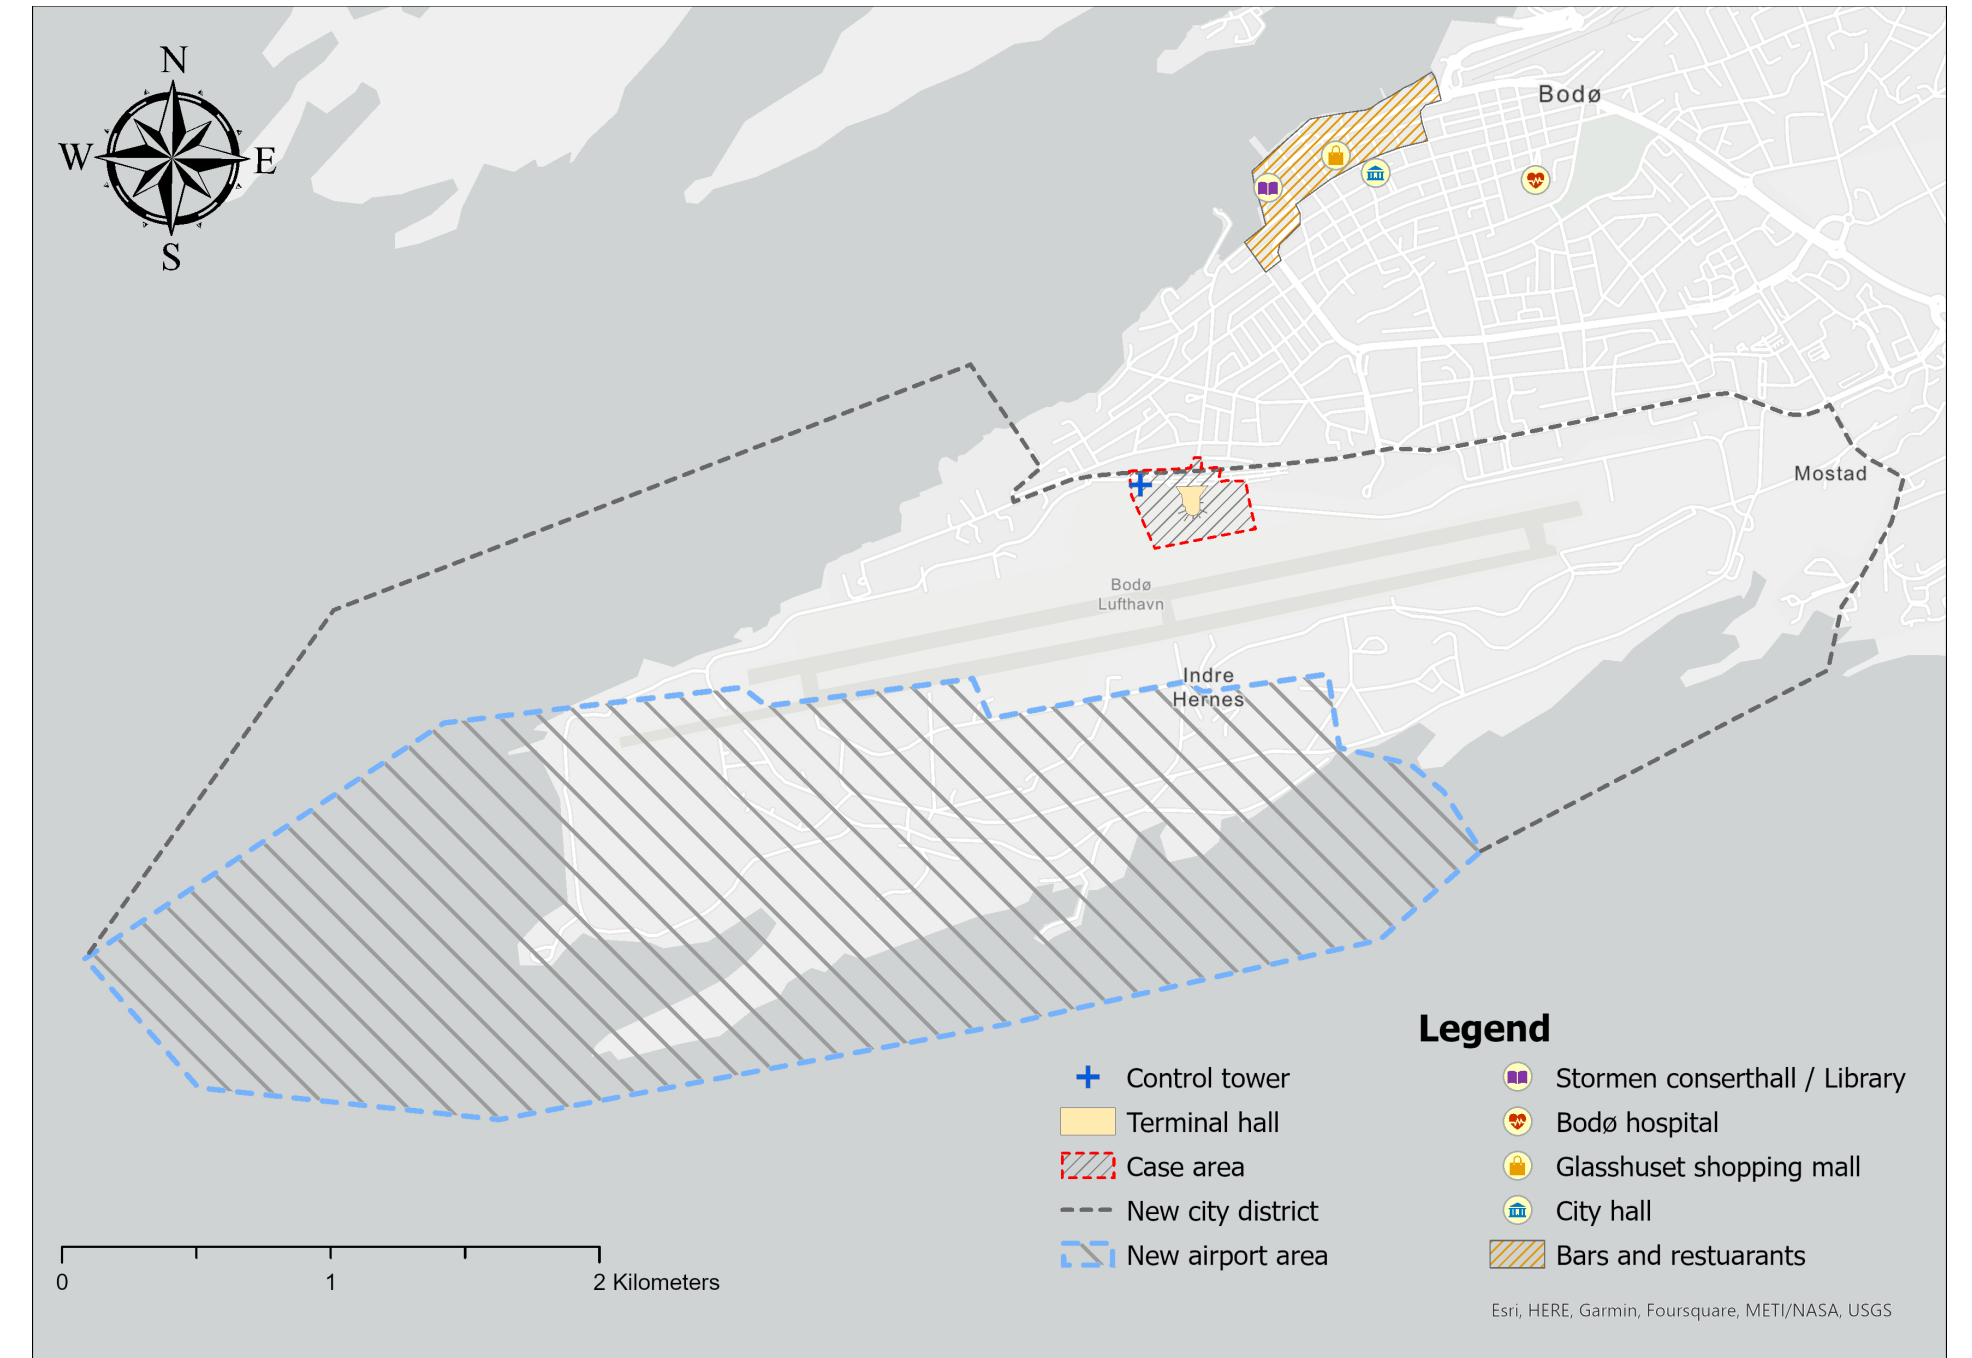 N
W E
S
Bodø
Mostad
Bodø
Lufthavn
Indre
Hernes
Legend
Control tower
Terminal hall
Case area
New city district
New airport area
Stormen conserthall / Library
Bodø hospital
Glasshuset shopping mall
City hall
Bars and restuarants
0 1 2 Kilometers
Esri, HERE, Garmin, Foursquare, METI/NASA, USGS